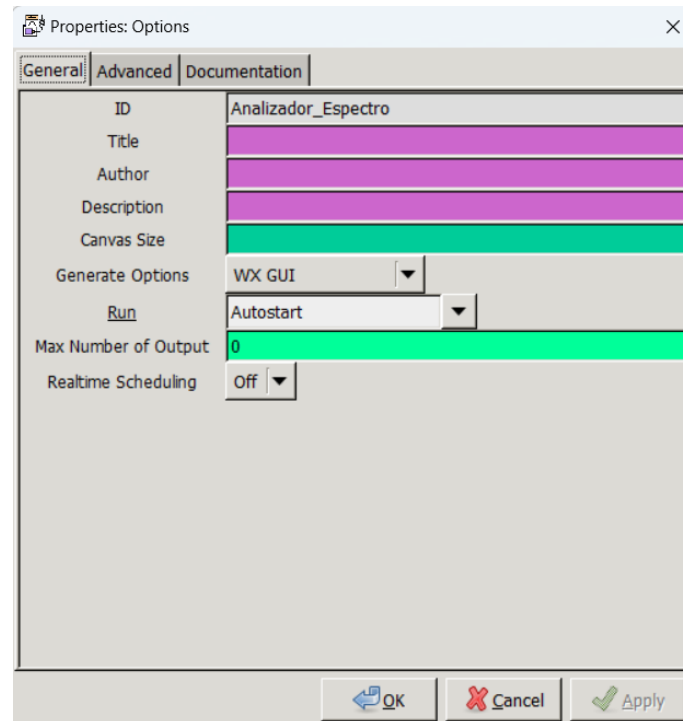 Properties: Options
General Advanced Documentation
ID Analizador_Espectro
Title
Author
Description
Canvas Size
Generate Options WX GUI
Run Autostart
Max Number of Output 0
Realtime Scheduling Off
OK Cancel Apply